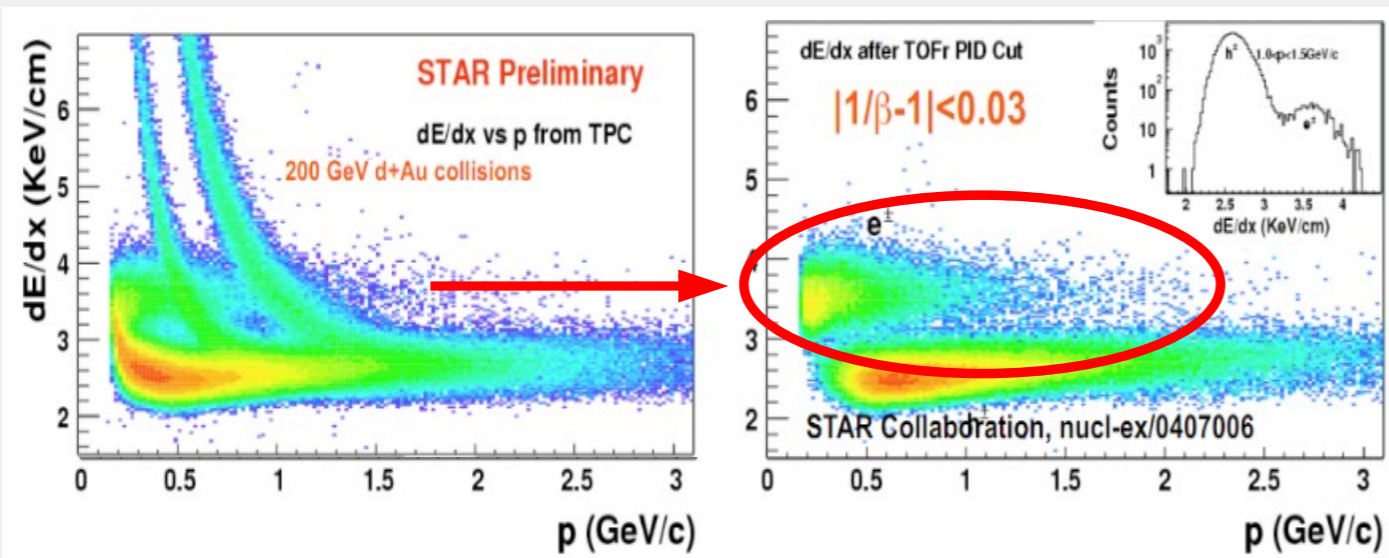 dE/dx (KeV/cm)
6
5
4
3
2
STAR Preliminary
dE/dx vs p from TPC
200 GeV d+Au collisions
0 0.5 1 1.5 2 2.5 3
p (GeV/c)
dE/dx after TOFr PID Cut
|1/β-1|<0.03
6
5
3
2
e±
STAR Collaboration, nucl-ex/0407006
0 0.5 1 1.5 2 2.5 3
p (GeV/c)
Counts
10³
10²
10
1
h±
1.0<p<1.5GeV/c
e±
2 2.5 3 3.5 4
dE/dx (KeV/cm)